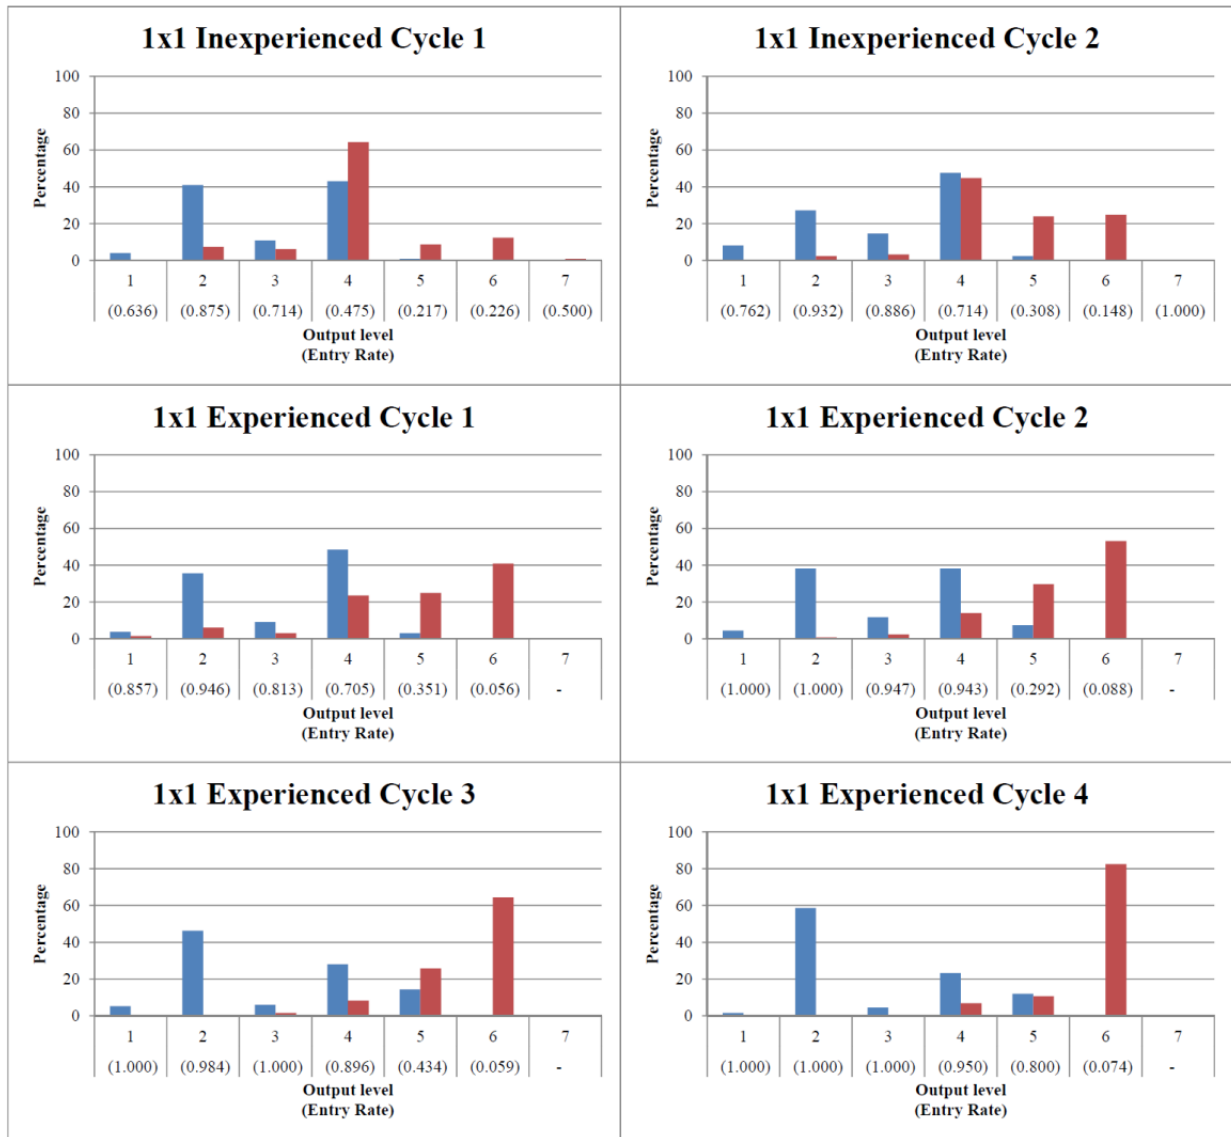 1x1 Inexperienced Cycle 1
Percentage
100
80
60
40
20
0
1 2 3 4 5 6 7
(0.636) (0.875) (0.714) (0.475) (0.217) (0.226) (0.500)
Output level
(Entry Rate)
1x1 Inexperienced Cycle 2
Percentage
100
80
60
40
20
0
1 2 3 4 5 6 7
(0.762) (0.932) (0.886) (0.714) (0.308) (0.148) (1.000)
Output level
(Entry Rate)
1x1 Experienced Cycle 1
Percentage
100
80
60
40
20
0
1 2 3 4 5 6 7
(0.857) (0.946) (0.813) (0.705) (0.351) (0.056) -
Output level
(Entry Rate)
1x1 Experienced Cycle 2
Percentage
100
80
60
40
20
0
1 2 3 4 5 6 7
(1.000) (1.000) (0.947) (0.943) (0.292) (0.088) -
Output level
(Entry Rate)
1x1 Experienced Cycle 3
Percentage
100
80
60
40
20
0
1 2 3 4 5 6 7
(1.000) (0.984) (1.000) (0.896) (0.434) (0.059) -
Output level
(Entry Rate)
1x1 Experienced Cycle 4
Percentage
100
80
60
40
20
0
1 2 3 4 5 6 7
(1.000) (1.000) (1.000) (0.950) (0.800) (0.074) -
Output level
(Entry Rate)